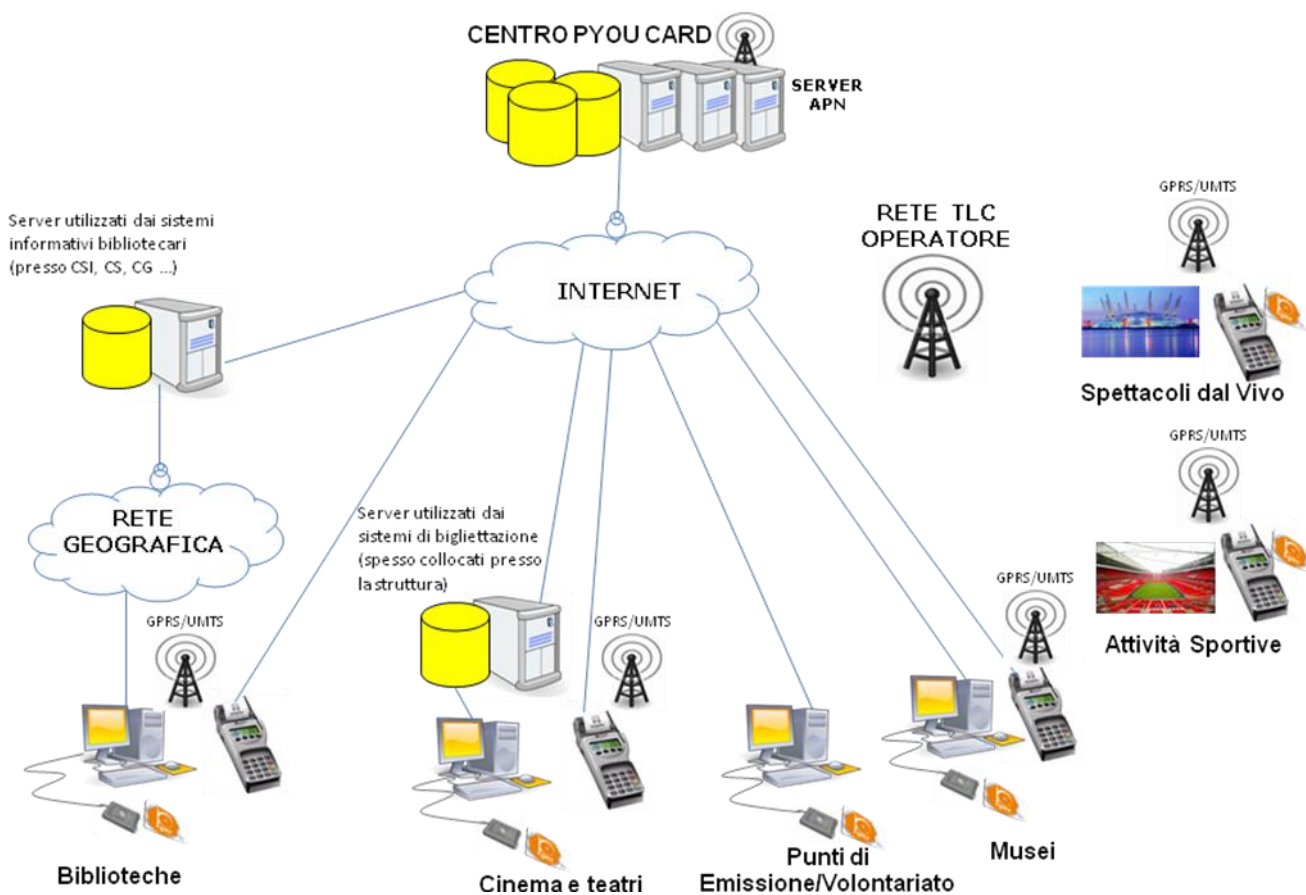 CENTRO PYOU CARD
SERVER
APN
GPRS/UMTS
RETE TLC
OPERATORE
Server utilizzati dai sistemi
informativi bibliotecari
(presso CSI, CS, CG ...)
INTERNET
Spettacoli dal Vivo
GPRS/UMTS
RETE
GEOGRAFICA
Server utilizzati dai
sistemi di bigliettazione
(spesso collocati presso
la struttura)
GPRS/UMTS
Attività Sportive
GPRS/UMTS
GPRS/UMTS
Biblioteche
Cinema e teatri
Punti di
Emissione/Volontariato
Musei